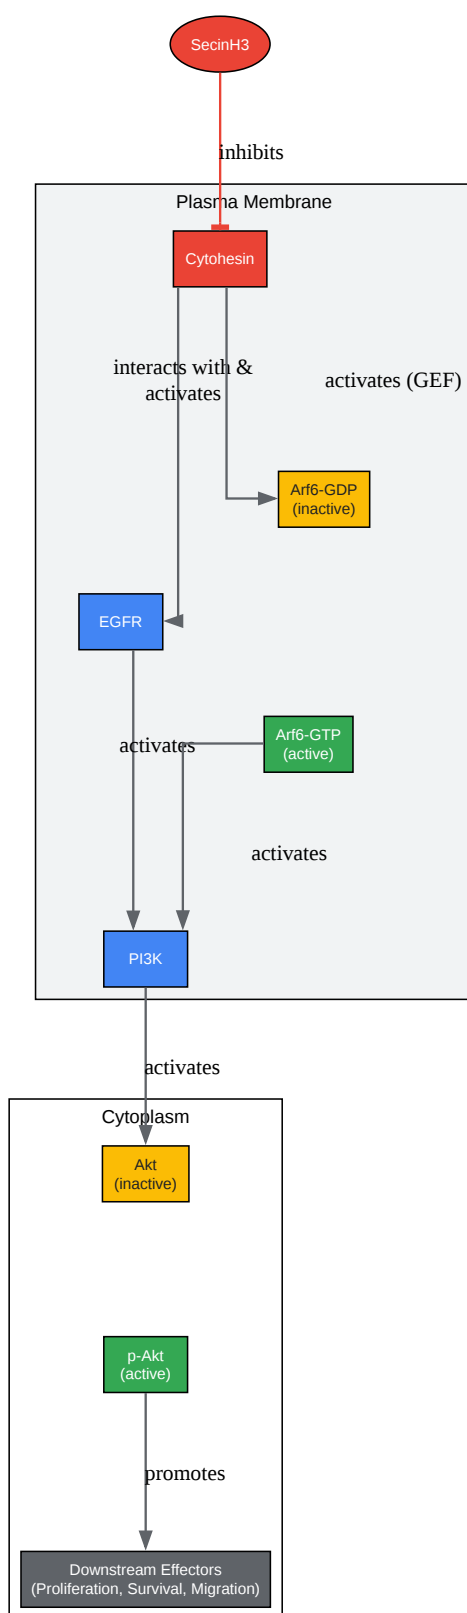 SecinH3
inhibits
Plasma Membrane
Cytohesin
interacts with &
activates
activates (GEF)
Arf6-GDP
(inactive)
EGFR
Arf6-GTP
(active)
activates
activates
PI3K
activates
Cytoplasm
Akt
(inactive)
p-Akt
(active)
promotes
Downstream Effectors
(Proliferation, Survival, Migration)